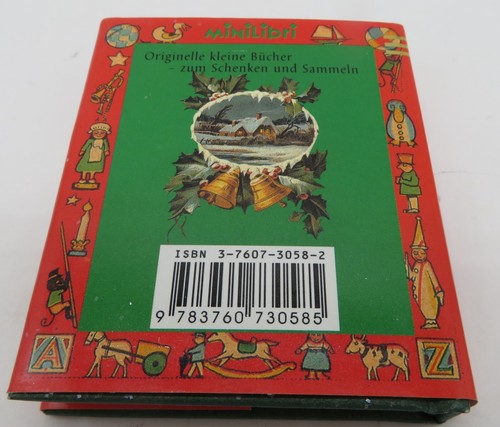 MINILIBRI
Originelle kleine Bücher
- zum Schenken und Sammeln
ISBN 3-7607-3058-2
9 783760 730585
A Z